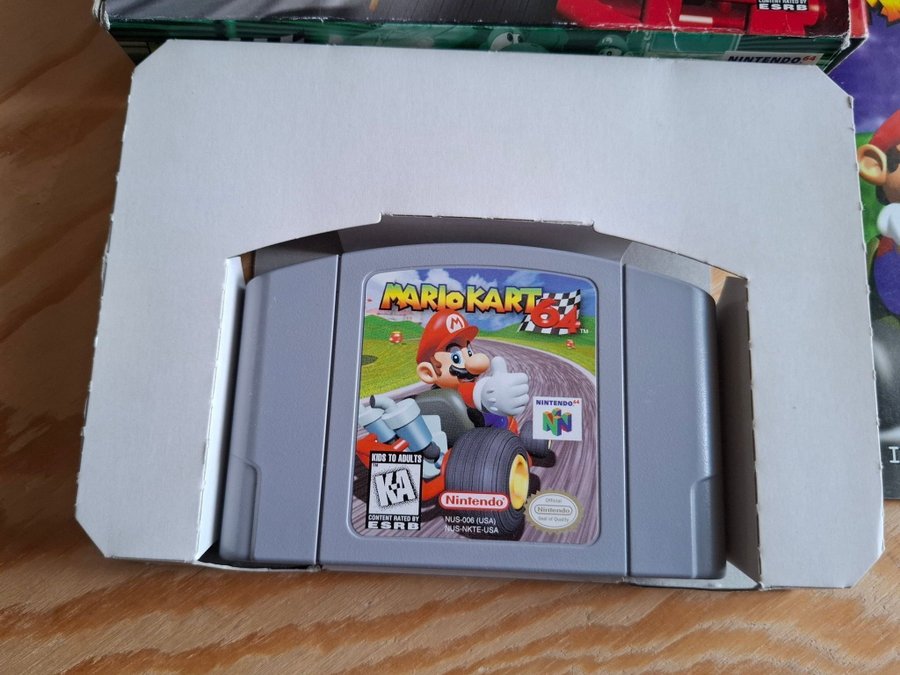 CONTENT RATED BY
ESRB
NINTENDO64
MARIO KART
64
TM
NINTENDO64
KIDS TO ADULTS
K-A
CONTENT RATED BY
ESRB
Nintendo
NUS-006 (USA)
NUS-NKTE-USA
Official
Nintendo
Seal of Quality